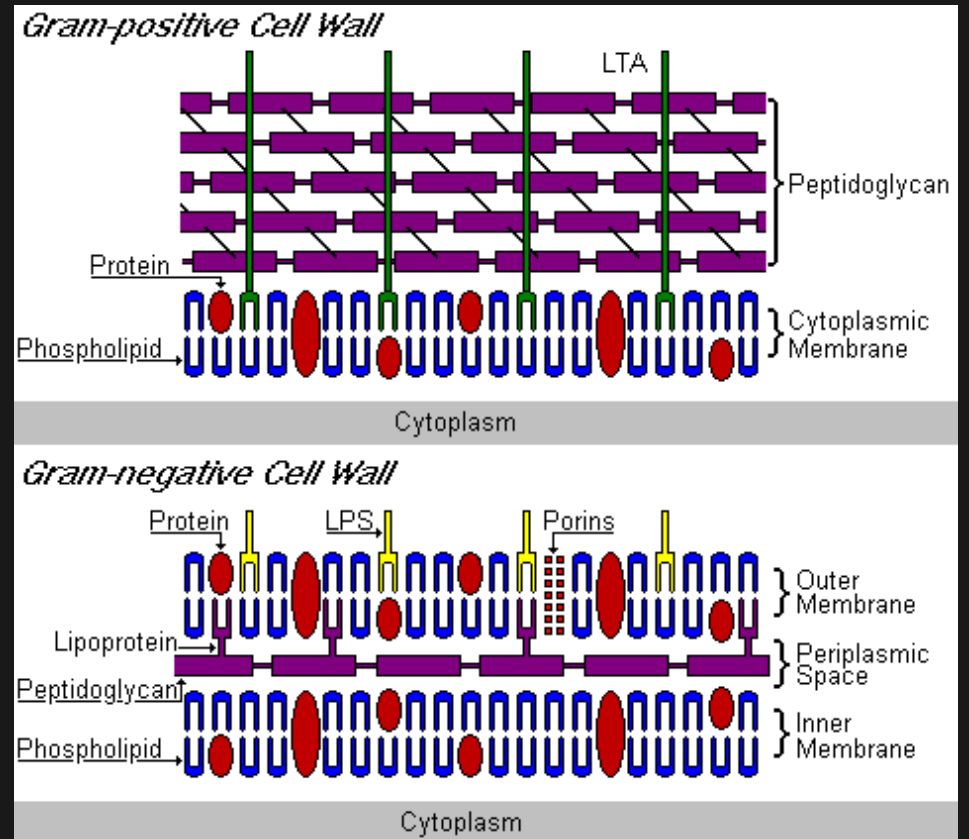 Gram-positive Cell Wall
LTA
Peptidoglycan
Protein
Phospholipid
Cytoplasmic
Membrane
Cytoplasm
Gram-negative Cell Wall
Protein
LPS
Porins
Outer
Membrane
Lipoprotein
Periplasmic
Space
Peptidoglycan
Phospholipid
Inner
Membrane
Cytoplasm